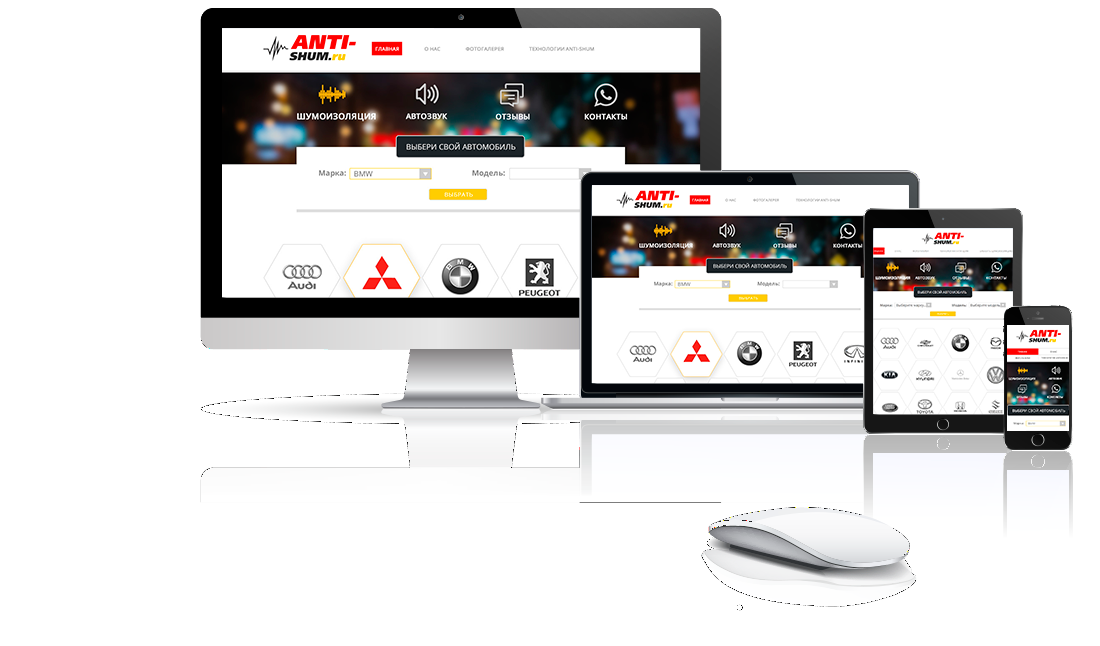 ANTI-
SHUM.ru
ГЛАВНАЯ
О НАС
ФОТОГАЛЕРЕЯ
ТЕХНОЛОГИИ ANTI-SHUM
ШУМОИЗОЛЯЦИЯ
АВТОЗВУК
ОТЗЫВЫ
КОНТАКТЫ
ВЫБЕРИ СВОЙ АВТОМОБИЛЬ
Марка: BMW
Модель:
ВЫБРАТЬ
Audi
BMW
PEUGEOT
ANTI-
SHUM.ru
ГЛАВНАЯ
О НАС
ФОТОГАЛЕРЕЯ
ТЕХНОЛОГИИ ANTI-SHUM
ШУМОИЗОЛЯЦИЯ
АВТОЗВУК
ОТЗЫВЫ
КОНТАКТЫ
ВЫБЕРИ СВОЙ АВТОМОБИЛЬ
Марка: BMW
Модель:
ВЫБРАТЬ
Audi
PEUGEOT
ANTI-
SHUM.ru
ШУМОИЗОЛЯЦИЯ
АВТОЗВУК
ОТЗЫВЫ
КОНТАКТЫ
ВЫБЕРИ СВОЙ АВТОМОБИЛЬ
Марка: Выберите марку
Модель: Выберите модель
Audi
KIA
HYUNDAI
TOYOTA
ANTI-
SHUM.ru
ШУМОИЗОЛЯЦИЯ
АВТОЗВУК
ОТЗЫВЫ
КОНТАКТЫ
ВЫБЕРИ СВОЙ АВТОМОБИЛЬ
Марка: